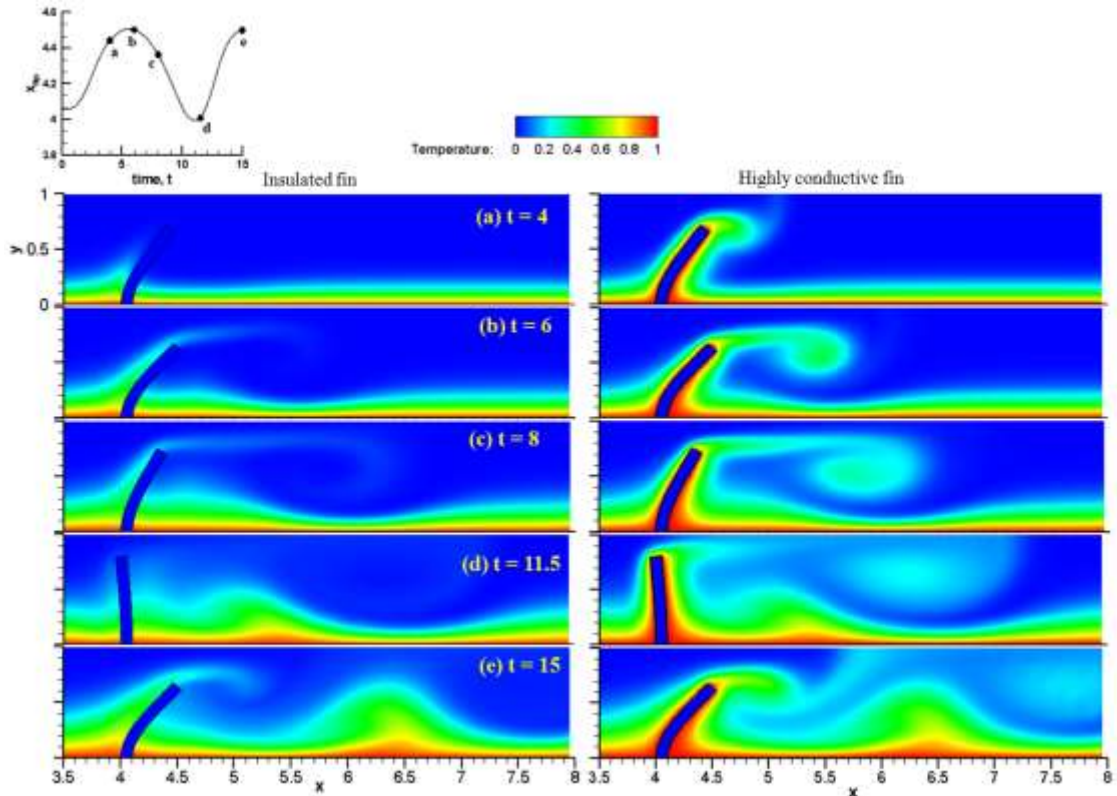 4.6
4.4
4.2
4
3.8
x_tip
a
b
c
d
e
0
5
10
15
time, t
Temperature: 0 0.2 0.4 0.6 0.8 1
Insulated fin
Highly conductive fin
1
y 0.5
0
(a) t = 4
(b) t = 6
(c) t = 8
(d) t = 11.5
(e) t = 15
3.5 4 4.5 5 5.5 6 6.5 7 7.5 8
x
3.5 4 4.5 5 5.5 6 6.5 7 7.5 8
x